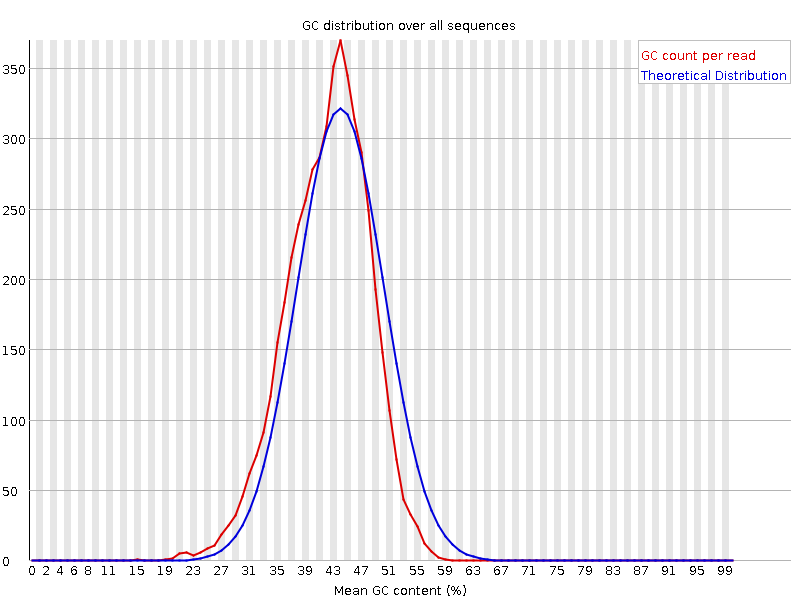 GC distribution over all sequences
GC count per read
Theoretical Distribution
350
300
250
200
150
100
50
0
0 2 4 6 8 11 15 19 23 27 31 35 39 43 47 51 55 59 63 67 71 75 79 83 87 91 95 99
Mean GC content (%)